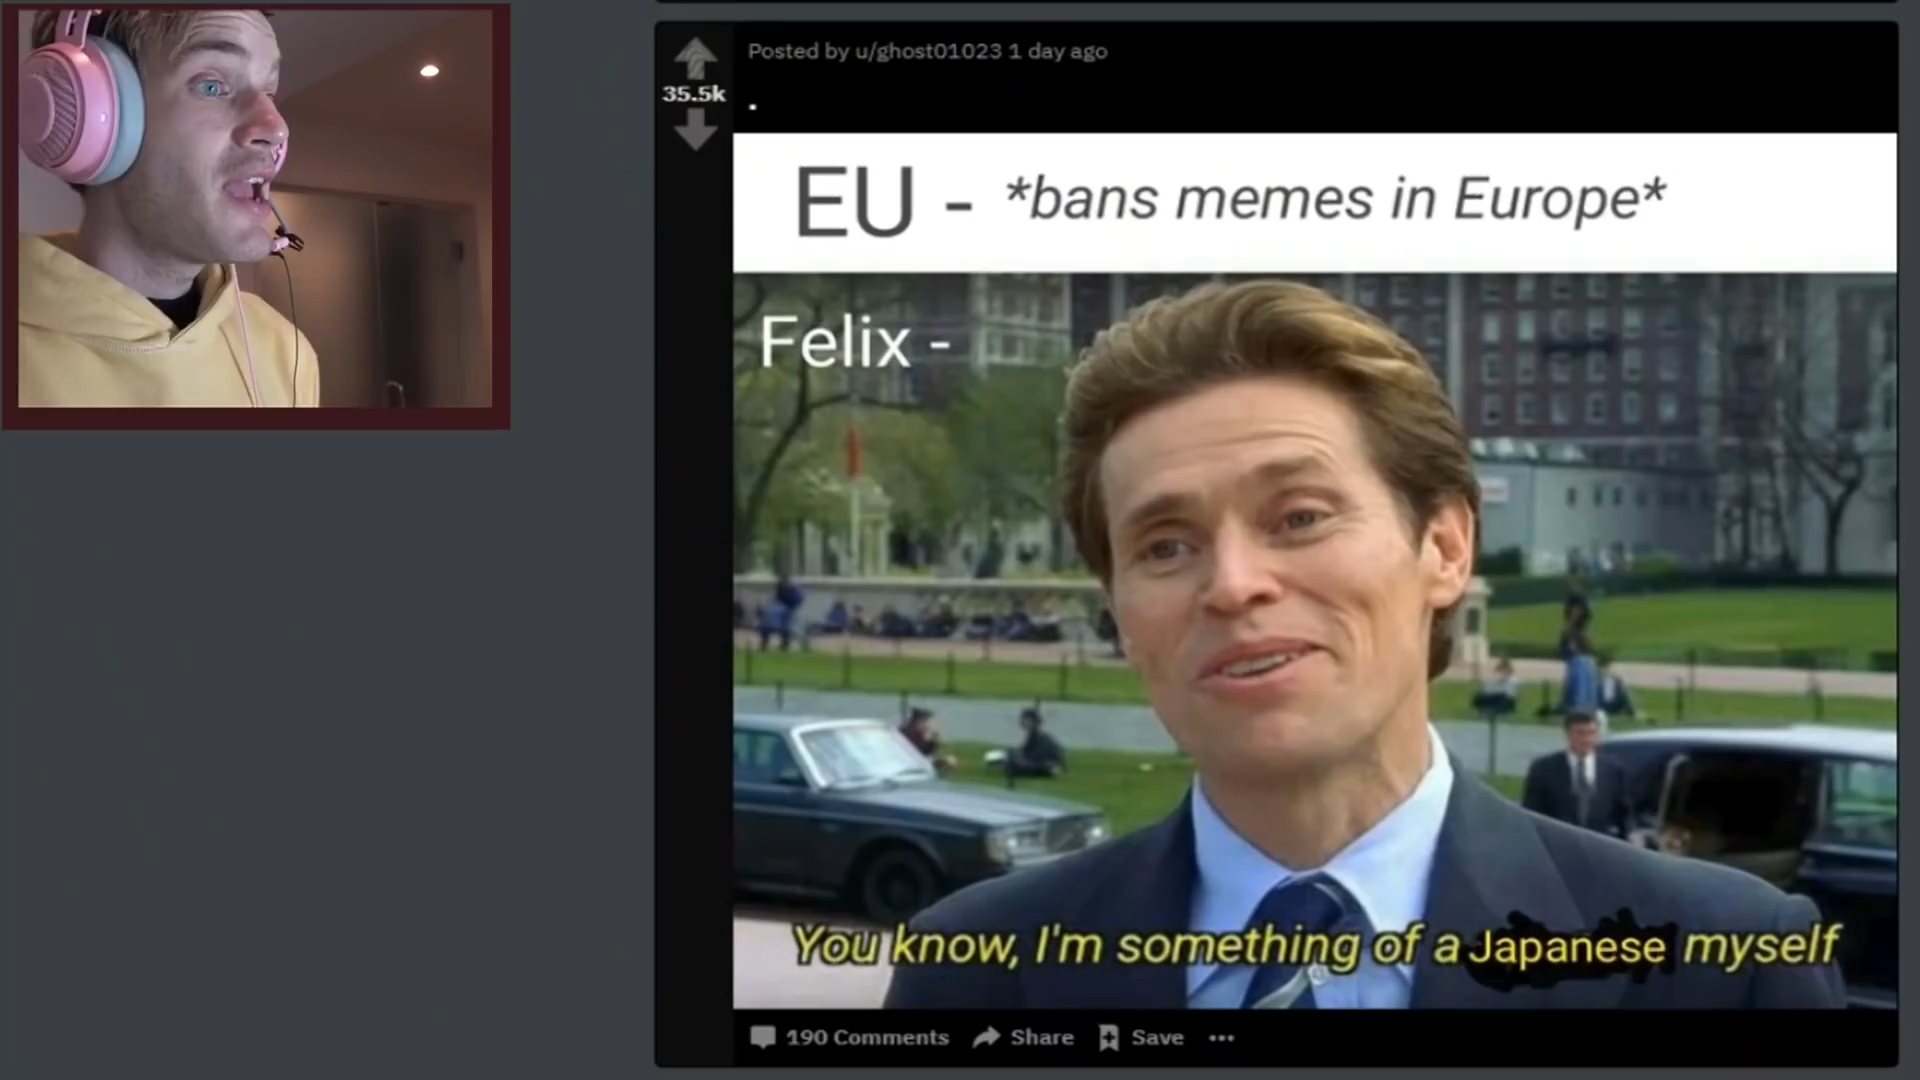 Posted by u/ghost01023 1 day ago
35.5k
.
EU - *bans memes in Europe*
Felix -
You know, I'm something of a Japanese myself
190 Comments Share Save ...